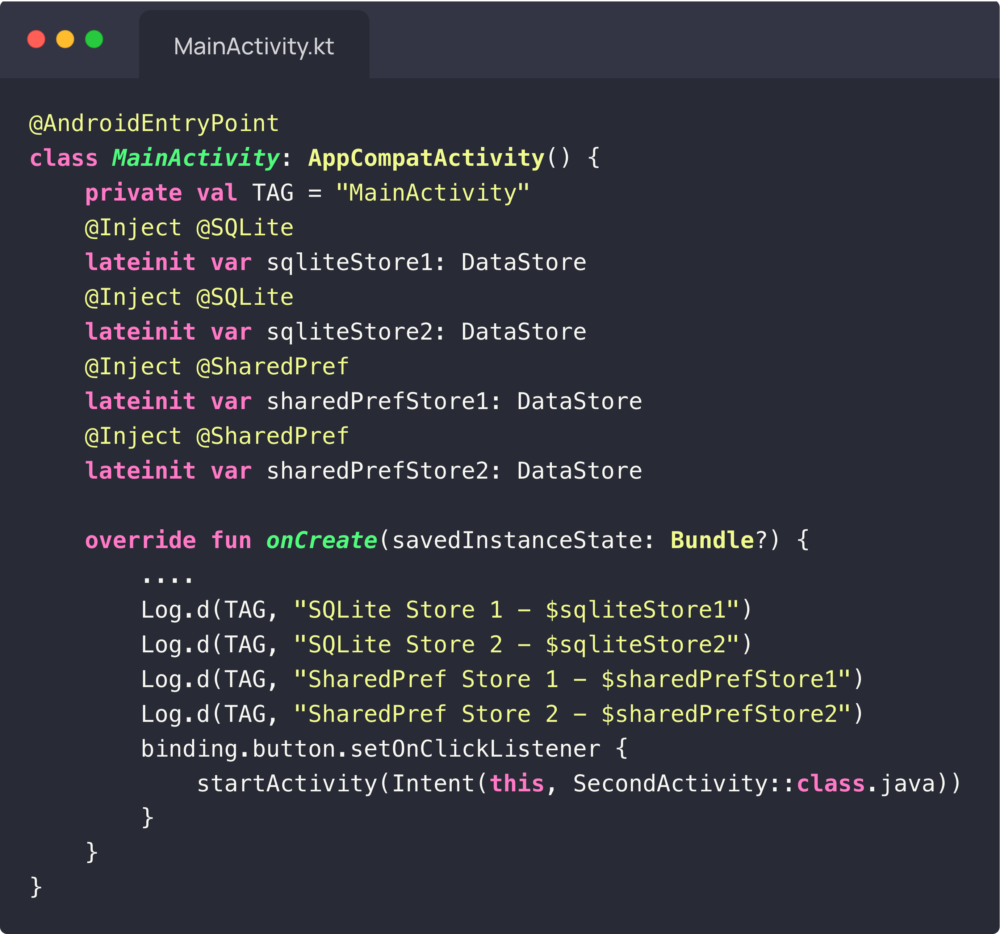 MainActivity.kt
@AndroidEntryPoint
class MainActivity: AppCompatActivity() {
    private val TAG = "MainActivity"
    @Inject @SQLite
    lateinit var sqliteStore1: DataStore
    @Inject @SQLite
    lateinit var sqliteStore2: DataStore
    @Inject @SharedPref
    lateinit var sharedPrefStore1: DataStore
    @Inject @SharedPref
    lateinit var sharedPrefStore2: DataStore

    override fun onCreate(savedInstanceState: Bundle?) {
        ....
        Log.d(TAG, "SQLite Store 1 - $sqliteStore1")
        Log.d(TAG, "SQLite Store 2 - $sqliteStore2")
        Log.d(TAG, "SharedPref Store 1 - $sharedPrefStore1")
        Log.d(TAG, "SharedPref Store 2 - $sharedPrefStore2")
        binding.button.setOnClickListener {
            startActivity(Intent(this, SecondActivity::class.java))
        }
    }
}